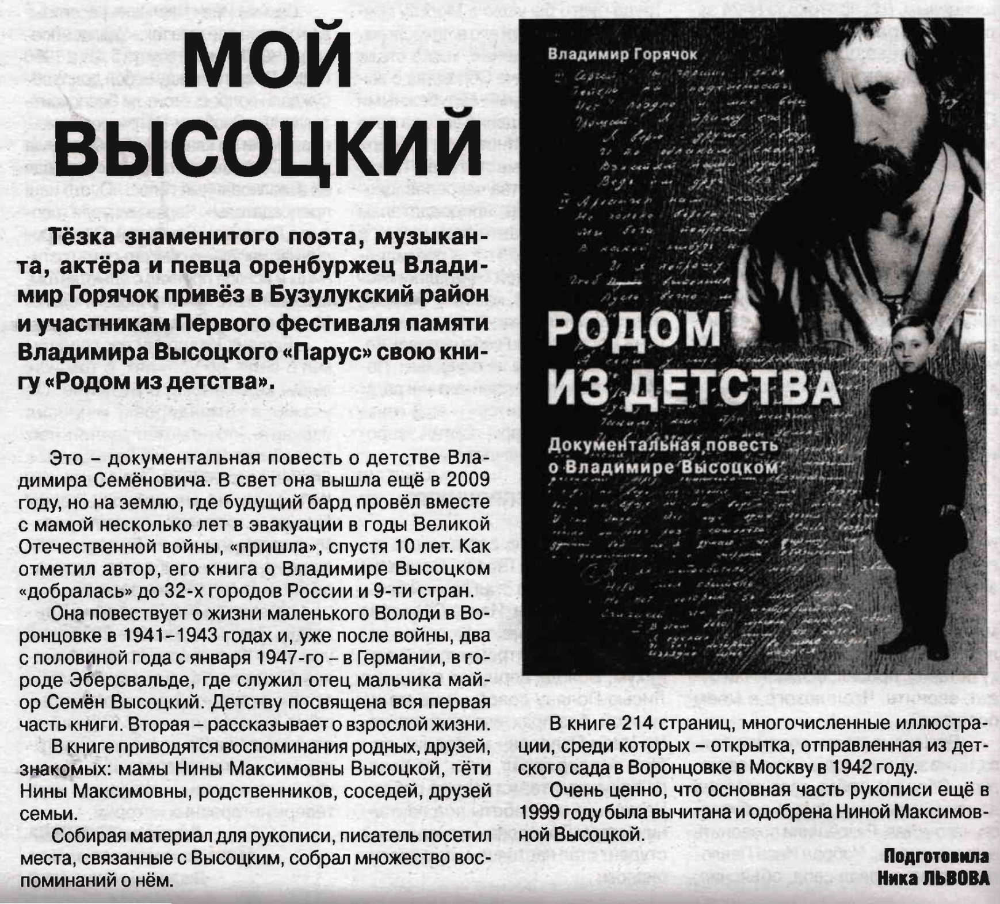 МОЙ
ВЫСОЦКИЙ
Тёзка знаменитого поэта, музыкан-
та, актёра и певца оренбуржец Влади-
мир Горячок привёз в Бузулукский район
и участникам Первого фестиваля памяти
Владимира Высоцкого «Парус» свою кни-
гу «Родом из детства».
Это – документальная повесть о детстве Вла-
димира Семёновича. В свет она вышла ещё в 2009
году, но на землю, где будущий бард провёл вместе
с мамой несколько лет в эвакуации в годы Великой
Отечественной войны, «пришла», спустя 10 лет. Как
отметил автор, его книга о Владимире Высоцком
«добралась» до 32-х городов России и 9-ти стран.
Она повествует о жизни маленького Володи в Во-
ронцовке в 1941–1943 годах и, уже после войны, два
с половиной года с января 1947-го – в Германии, в го-
роде Эберсвальде, где служил отец мальчика май-
ор Семён Высоцкий. Детству посвящена вся первая
часть книги. Вторая – рассказывает о взрослой жизни.
В книге приводятся воспоминания родных, друзей,
знакомых: мамы Нины Максимовны Высоцкой, тёти
Нины Максимовны, родственников, соседей, друзей
семьи.
Собирая материал для рукописи, писатель посетил
места, связанные с Высоцким, собрал множество вос-
поминаний о нём.
Владимир Горячок
РОДОМ
ИЗ ДЕТСТВА
Документальная повесть
о Владимире Высоцком
В книге 214 страниц, многочисленные иллюстра-
ции, среди которых – открытка, отправленная из дет-
ского сада в Воронцовке в Москву в 1942 году.
Очень ценно, что основная часть рукописи ещё в
1999 году была вычитана и одобрена Ниной Максимов-
ной Высоцкой.
Подготовила
Ника ЛЬВОВА